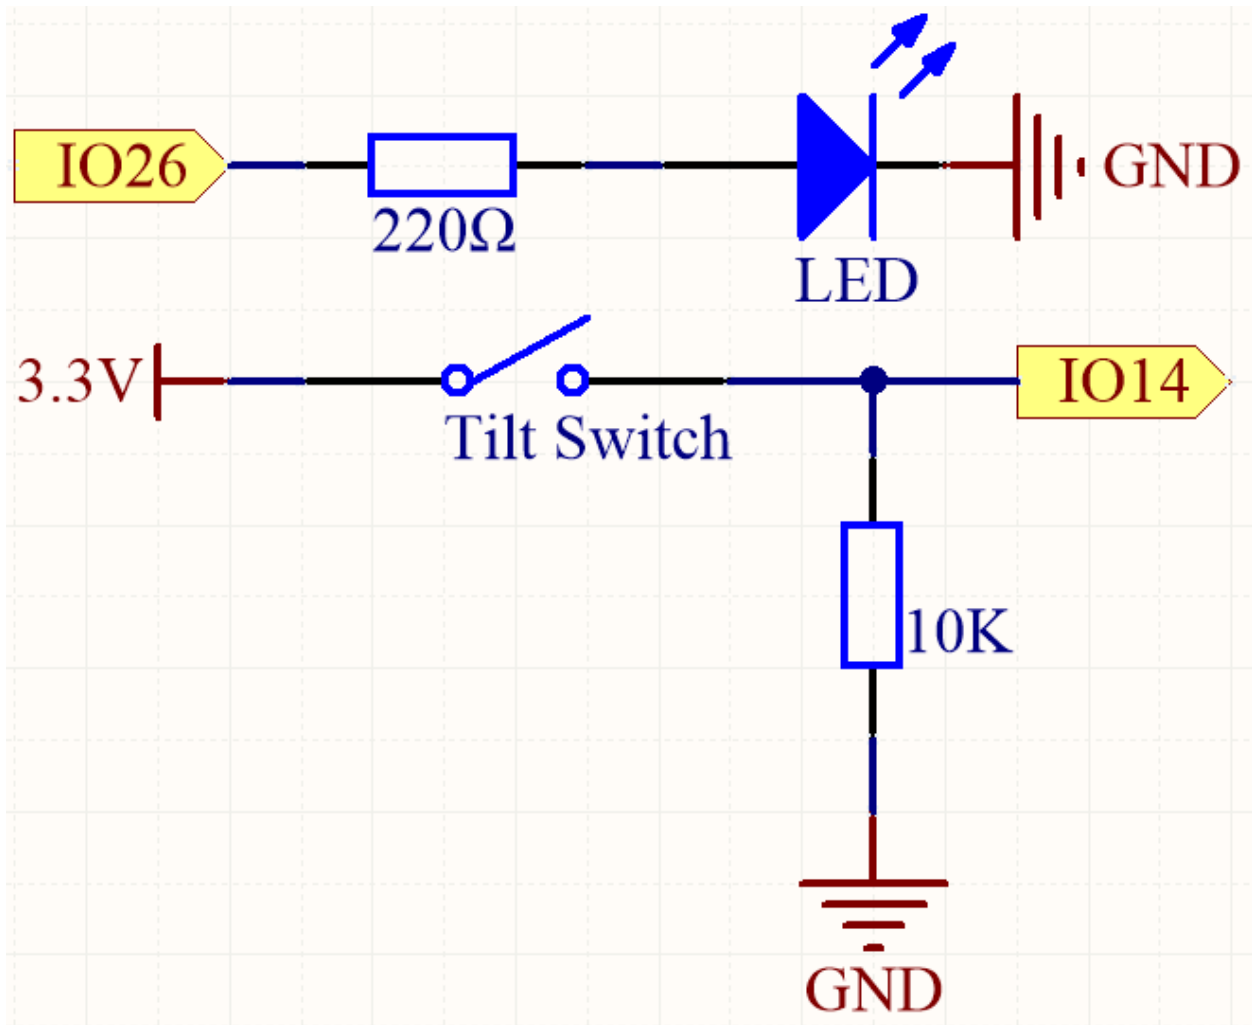 IO26
220Ω
LED
GND
3.3V
Tilt Switch
IO14
10K
GND